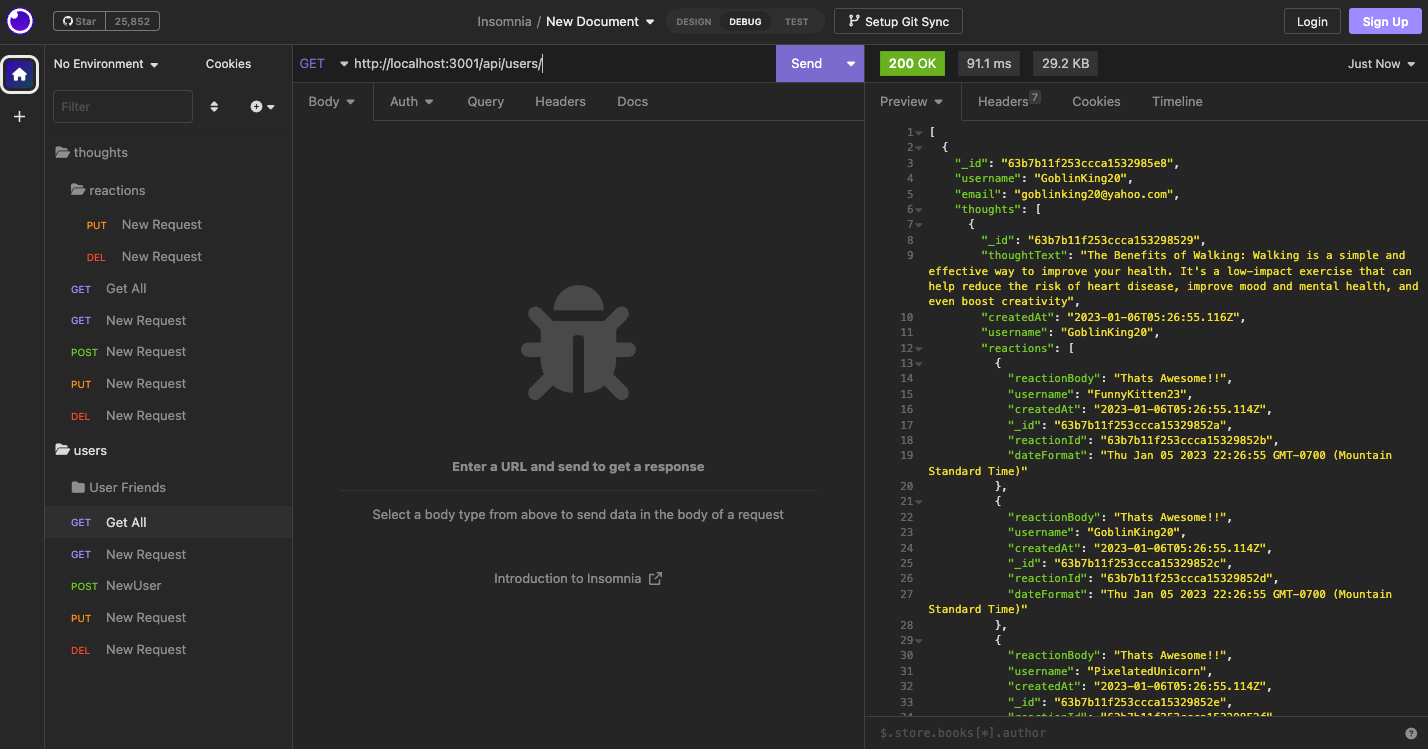 Star 25,852
Insomnia / New Document
DESIGN DEBUG TEST
Setup Git Sync
Login
Sign Up
No Environment
Cookies
Filter
thoughts
reactions
PUT New Request
DEL New Request
GET Get All
GET New Request
POST New Request
PUT New Request
DEL New Request
users
User Friends
GET Get All
GET New Request
POST NewUser
PUT New Request
DEL New Request
GET http://localhost:3001/api/users/
Send
Body Auth Query Headers Docs
Enter a URL and send to get a response
Select a body type from above to send data in the body of a request
Introduction to Insomnia
200 OK 91.1 ms 29.2 KB Just Now
Preview Headers 7 Cookies Timeline
1 [
2 {
3 "_id": "63b7b11f253ccca1532985e8",
4 "username": "GoblinKing20",
5 "email": "goblinking20@yahoo.com",
6 "thoughts": [
7 {
8 "_id": "63b7b11f253ccca153298529",
9 "thoughtText": "The Benefits of Walking: Walking is a simple and
effective way to improve your health. It's a low-impact exercise that can
help reduce the risk of heart disease, improve mood and mental health, and
even boost creativity",
10 "createdAt": "2023-01-06T05:26:55.116Z",
11 "username": "GoblinKing20",
12 "reactions": [
13 {
14 "reactionBody": "Thats Awesome!!",
15 "username": "FunnyKitten23",
16 "createdAt": "2023-01-06T05:26:55.114Z",
17 "_id": "63b7b11f253ccca15329852a",
18 "reactionId": "63b7b11f253ccca15329852b",
19 "dateFormat": "Thu Jan 05 2023 22:26:55 GMT-0700 (Mountain
Standard Time)"
20 },
21 {
22 "reactionBody": "Thats Awesome!!",
23 "username": "GoblinKing20",
24 "createdAt": "2023-01-06T05:26:55.114Z",
25 "_id": "63b7b11f253ccca15329852c",
26 "reactionId": "63b7b11f253ccca15329852d",
27 "dateFormat": "Thu Jan 05 2023 22:26:55 GMT-0700 (Mountain
Standard Time)"
28 },
29 {
30 "reactionBody": "Thats Awesome!!",
31 "username": "PixelatedUnicorn",
32 "createdAt": "2023-01-06T05:26:55.114Z",
33 "_id": "63b7b11f253ccca15329852e",
$.store.books[*].author